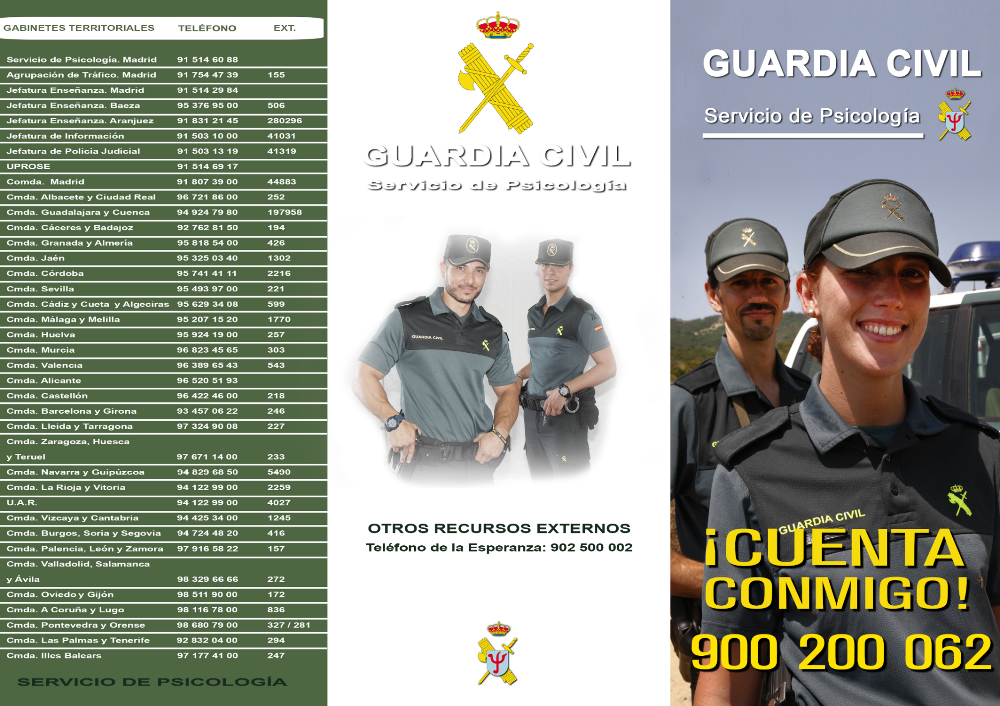 GABINETES TERRITORIALES TELÉFONO EXT.
Servicio de Psicología. Madrid 91 514 60 88
Agrupación de Tráfico. Madrid 91 754 47 39 155
Jefatura Enseñanza. Madrid 91 514 29 84
Jefatura Enseñanza. Baeza 95 376 95 00 506
Jefatura Enseñanza. Aranjuez 91 831 21 45 280296
Jefatura de Información 91 503 10 00 41031
Jefatura de Policía Judicial 91 503 13 19 41319
UPROSE 91 514 69 17
Comda. Madrid 91 807 39 00 44883
Cmda. Albacete y Ciudad Real 96 721 86 00 252
Cmda. Guadalajara y Cuenca 94 924 79 80 197958
Cmda. Cáceres y Badajoz 92 762 81 50 194
Cmda. Granada y Almería 95 818 54 00 426
Cmda. Jaén 95 325 03 40 1302
Cmda. Córdoba 95 741 41 11 2216
Cmda. Sevilla 95 493 97 00 221
Cmda. Cádiz y Cueta y Algeciras 95 629 34 08 599
Cmda. Málaga y Melilla 95 207 15 20 1770
Cmda. Huelva 95 924 19 00 257
Cmda. Murcia 96 823 45 65 303
Cmda. Valencia 96 389 65 43 543
Cmda. Alicante 96 520 51 93
Cmda. Castellón 96 422 46 00 218
Cmda. Barcelona y Girona 93 457 06 22 246
Cmda. Lleida y Tarragona 97 324 90 08 227
Cmda. Zaragoza, Huesca
y Teruel 97 671 14 00 233
Cmda. Navarra y Guipúzcoa 94 829 68 50 5490
Cmda. La Rioja y Vitoria 94 122 99 00 2259
U.A.R. 94 122 99 00 4027
Cmda. Vizcaya y Cantabria 94 425 34 00 1245
Cmda. Burgos, Soria y Segovia 94 724 48 20 416
Cmda. Palencia, León y Zamora 97 916 58 22 157
Cmda. Valladolid, Salamanca
y Ávila 98 329 66 66 272
Cmda. Oviedo y Gijón 98 511 90 00 172
Cmda. A Coruña y Lugo 98 116 78 00 836
Cmda. Pontevedra y Orense 98 680 79 00 327 / 281
Cmda. Las Palmas y Tenerife 92 832 04 00 294
Cmda. Illes Balears 97 177 41 00 247
SERVICIO DE PSICOLOGÍA
GUARDIA CIVIL
Servicio de Psicología
GUARDIA CIVIL
OTROS RECURSOS EXTERNOS
Teléfono de la Esperanza: 902 500 002
GUARDIA CIVIL
Servicio de Psicología
GUARDIA CIVIL
¡CUENTA
CONMIGO!
900 200 062